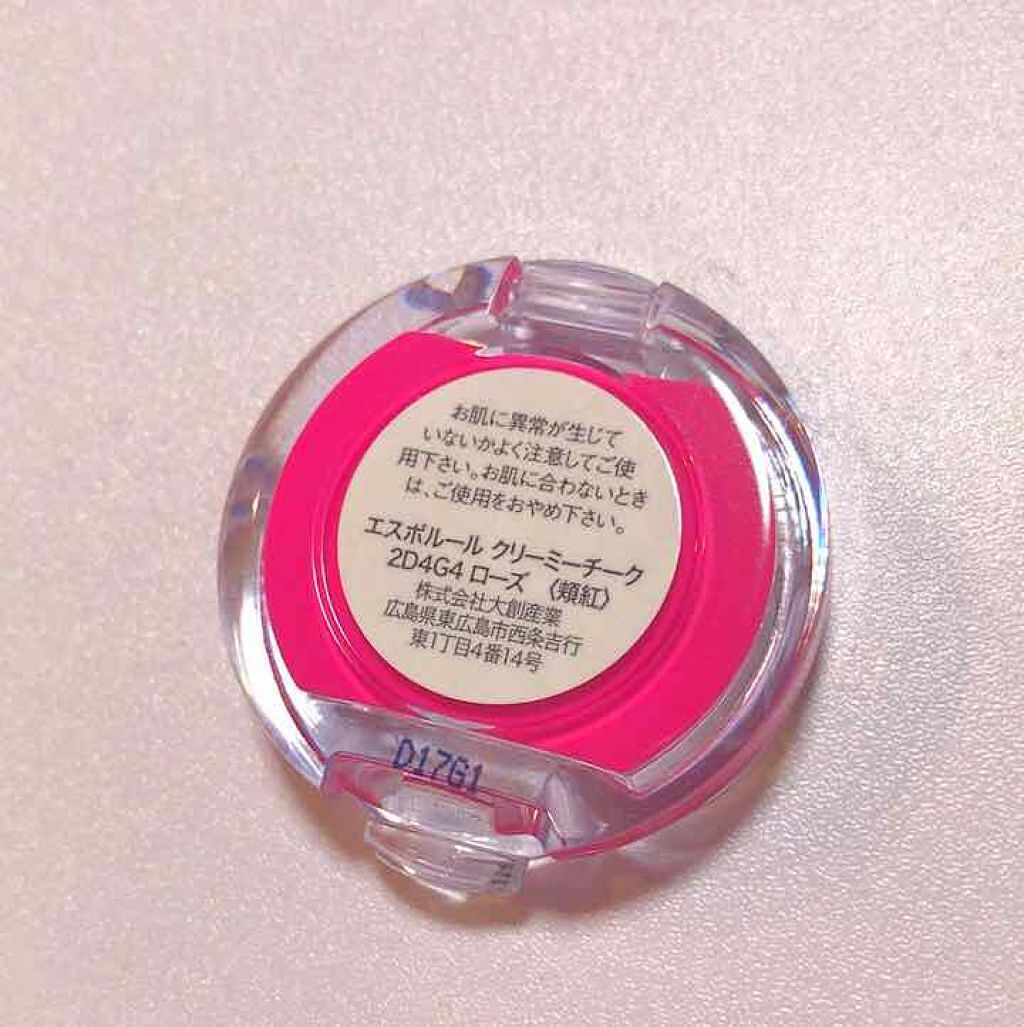 お肌に異常が生じて
いないかよく注意してご使
用下さい。お肌に合わないとき
は、ご使用をおやめ下さい。
エスポルール クリーミーチーク
2D4G4 ローズ 〈頬紅〉
株式会社大創産業
広島県東広島市西条吉行
東1丁目4番14号
D17G1